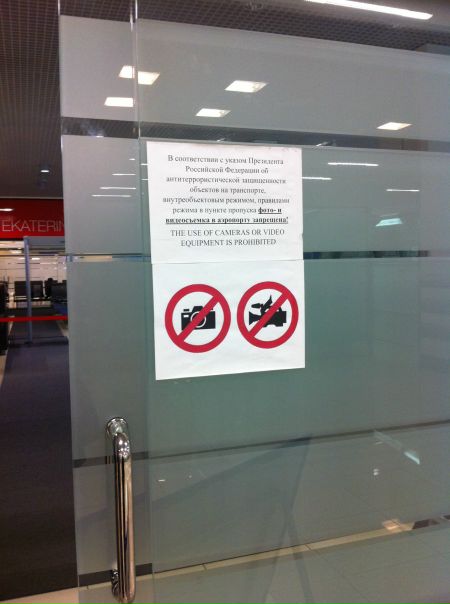 В соответствии с указом Президента
Российской Федерации об
антитеррористической защищенности
объектов на транспорте,
внутреобъектовым режимом, правилами
режима в пункте пропуска фото- и
видеосъемка в аэропорту запрещена!
THE USE OF CAMERAS OR VIDEO
EQUIPMENT IS PROHIBITED
EKATERIN